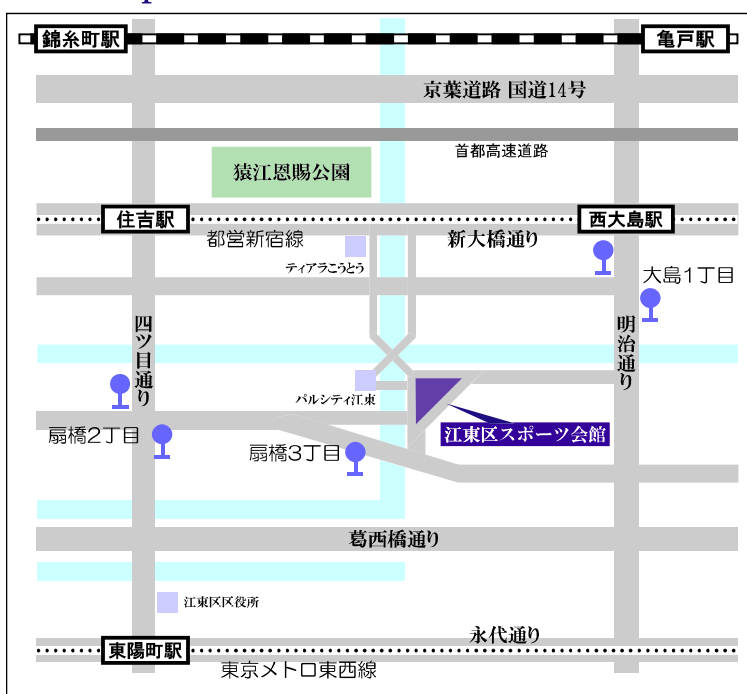 錦糸町駅
亀戸駅
京葉道路 国道14号
首都高速道路
猿江恩賜公園
住吉駅
西大島駅
都営新宿線
新大橋通り
ティアラこうとう
大島1丁目
四ツ目通り
明治通り
パルシティ江東
扇橋2丁目
江東区スポーツ会館
扇橋3丁目
葛西橋通り
江東区区役所
永代通り
東陽町駅
東京メトロ東西線